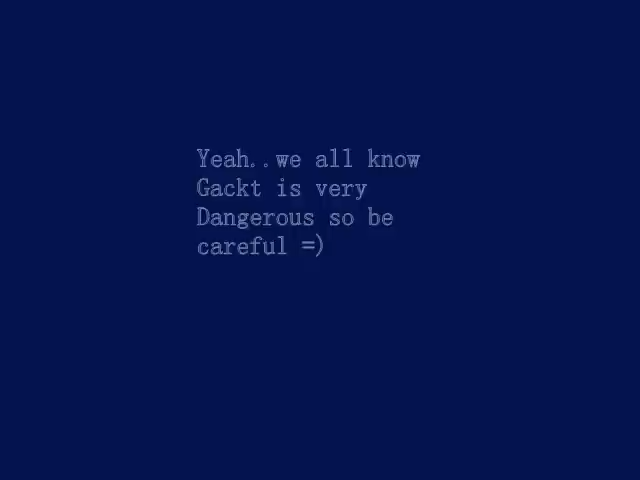 Yeah..we all know
Gackt is very
Dangerous so be
careful =)